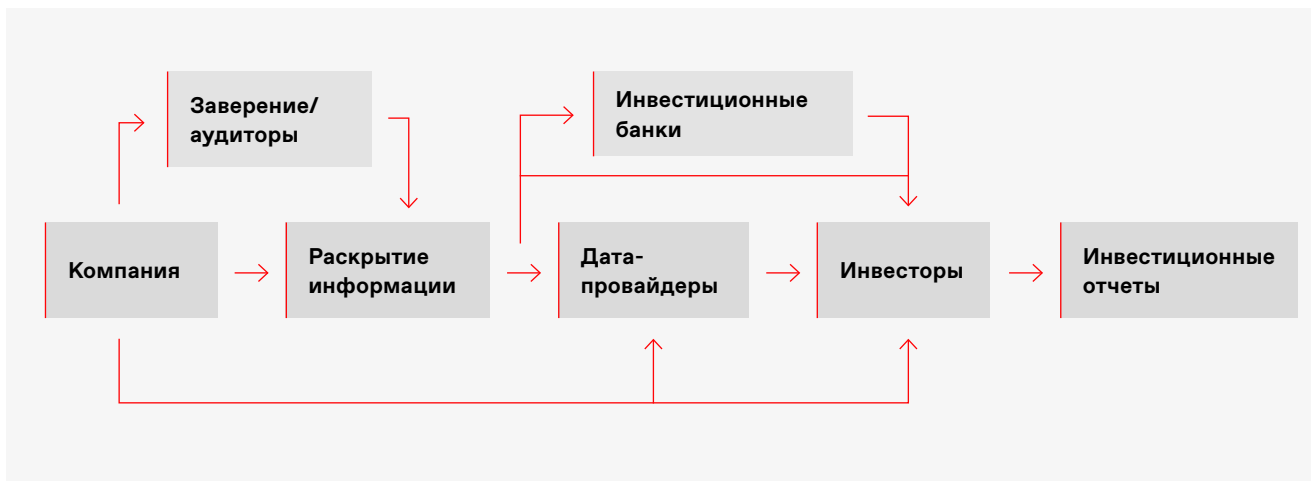 Заверение/
аудиторы
Инвестиционные
банки
Компания
Раскрытие
информации
Дата-
провайдеры
Инвесторы
Инвестиционные
отчеты